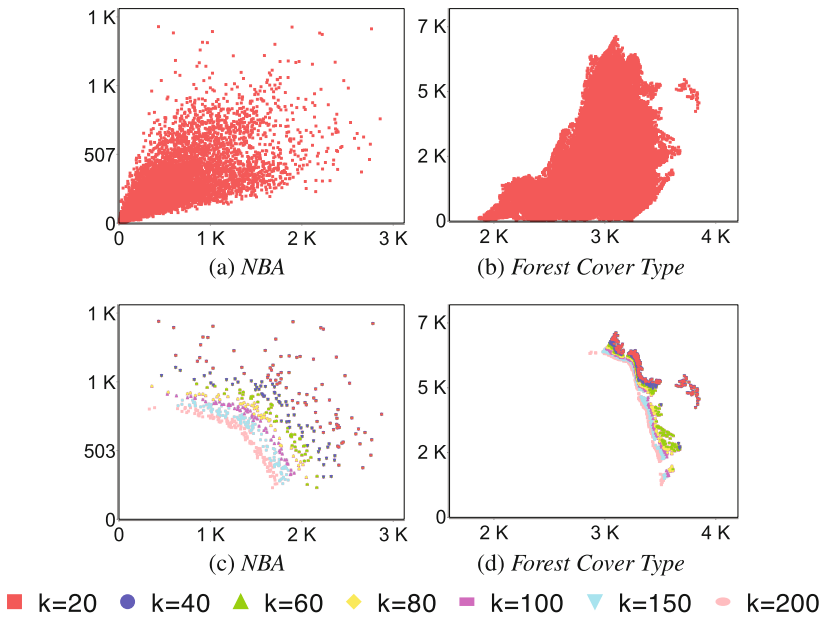 1 K
1 K
507
0
0 1 K 2 K 3 K
(a) NBA
7 K
5 K
2 K
0
2 K 3 K 4 K
(b) Forest Cover Type
1 K
1 K
503
0
0 1 K 2 K 3 K
(c) NBA
7 K
5 K
2 K
0
2 K 3 K 4 K
(d) Forest Cover Type
k=20 k=40 k=60 k=80 k=100 k=150 k=200